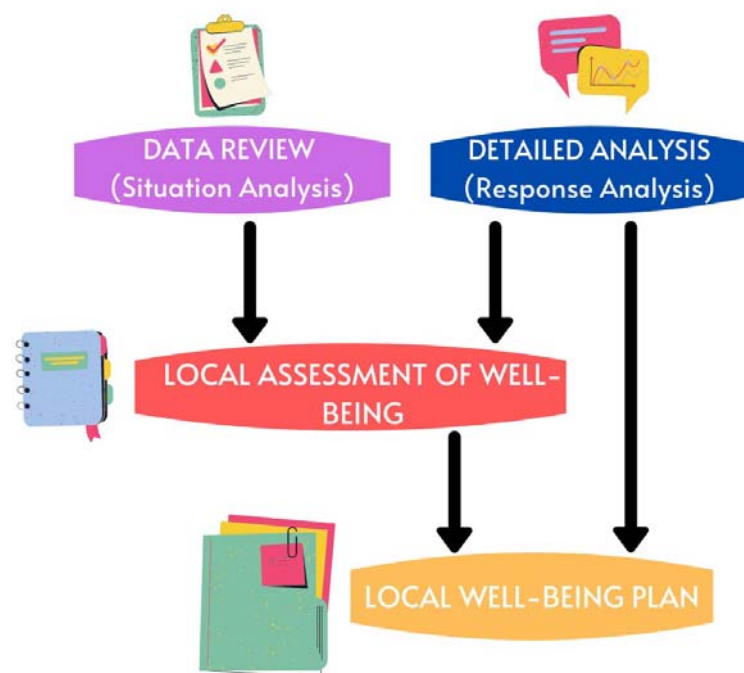 DATA REVIEW
(Situation Analysis)
DETAILED ANALYSIS
(Response Analysis)
LOCAL ASSESSMENT OF WELL-
BEING
LOCAL WELL-BEING PLAN